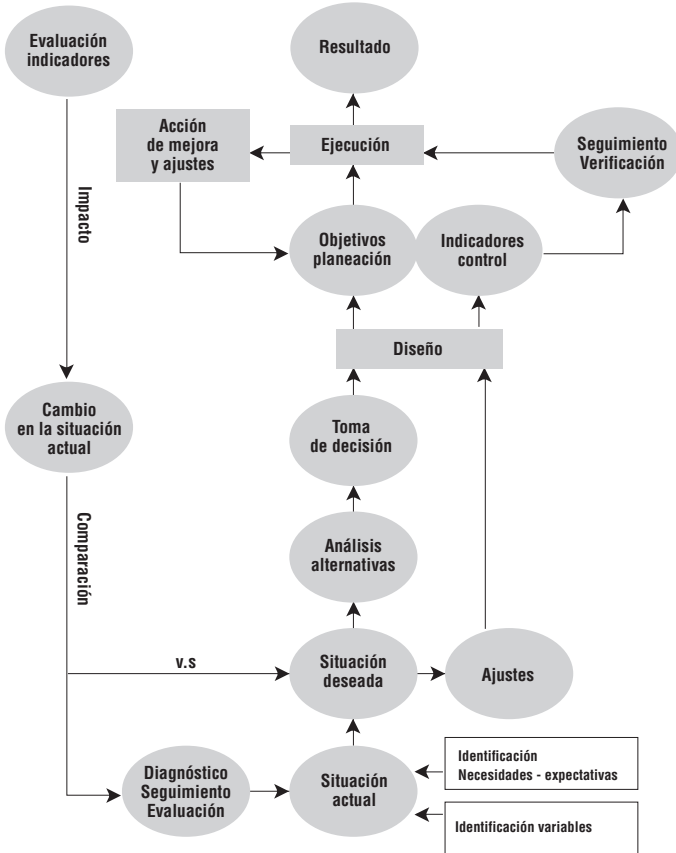 Evaluación
indicadores
Resultado
Acción
de mejora
y ajustes
Ejecución
Seguimiento
Verificación
Impacto
Objetivos
planeación
Indicadores
control
Diseño
Cambio
en la situación
actual
Toma
de decisión
Comparación
Análisis
alternativas
v.s
Situación
deseada
Ajustes
Diagnóstico
Seguimiento
Evaluación
Situación
actual
Identificación
Necesidades - expectativas
Identificación variables